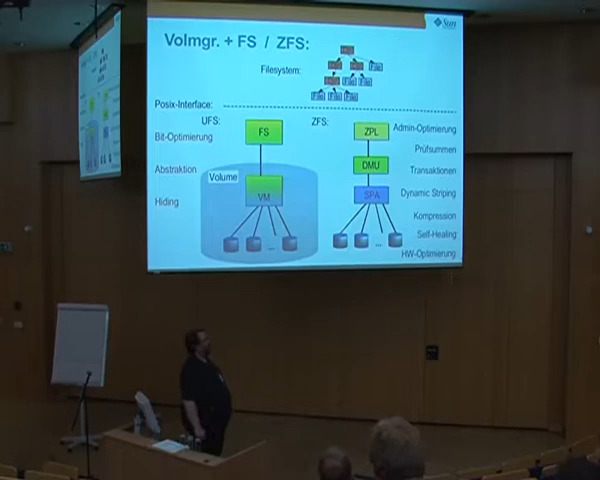 Sun
Volmgr. + FS / ZFS:
Filesystem:
Posix-Interface:
UFS:
ZFS:
FS
ZPL
Admin-Optimierung
Bit-Optimierung
Prüfsummen
DMU
Abstraktion
Transaktionen
Volume
VM
SPA
Dynamic Striping
Hiding
Kompression
Self-Healing
...
...
HW-Optimierung